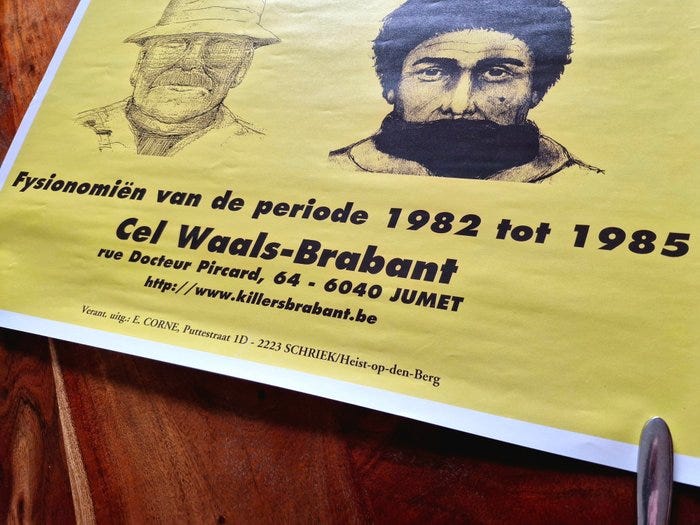 Fysionomiën van de periode 1982 tot 1985
Cel Waals-Brabant
rue Docteur Pircard, 64 - 6040 JUMET
http://www.killersbrabant.be
Verant. uitg.: E. CORNE, Puttestraat 1D - 2223 SCHRIEK/Heist-op-den-Berg